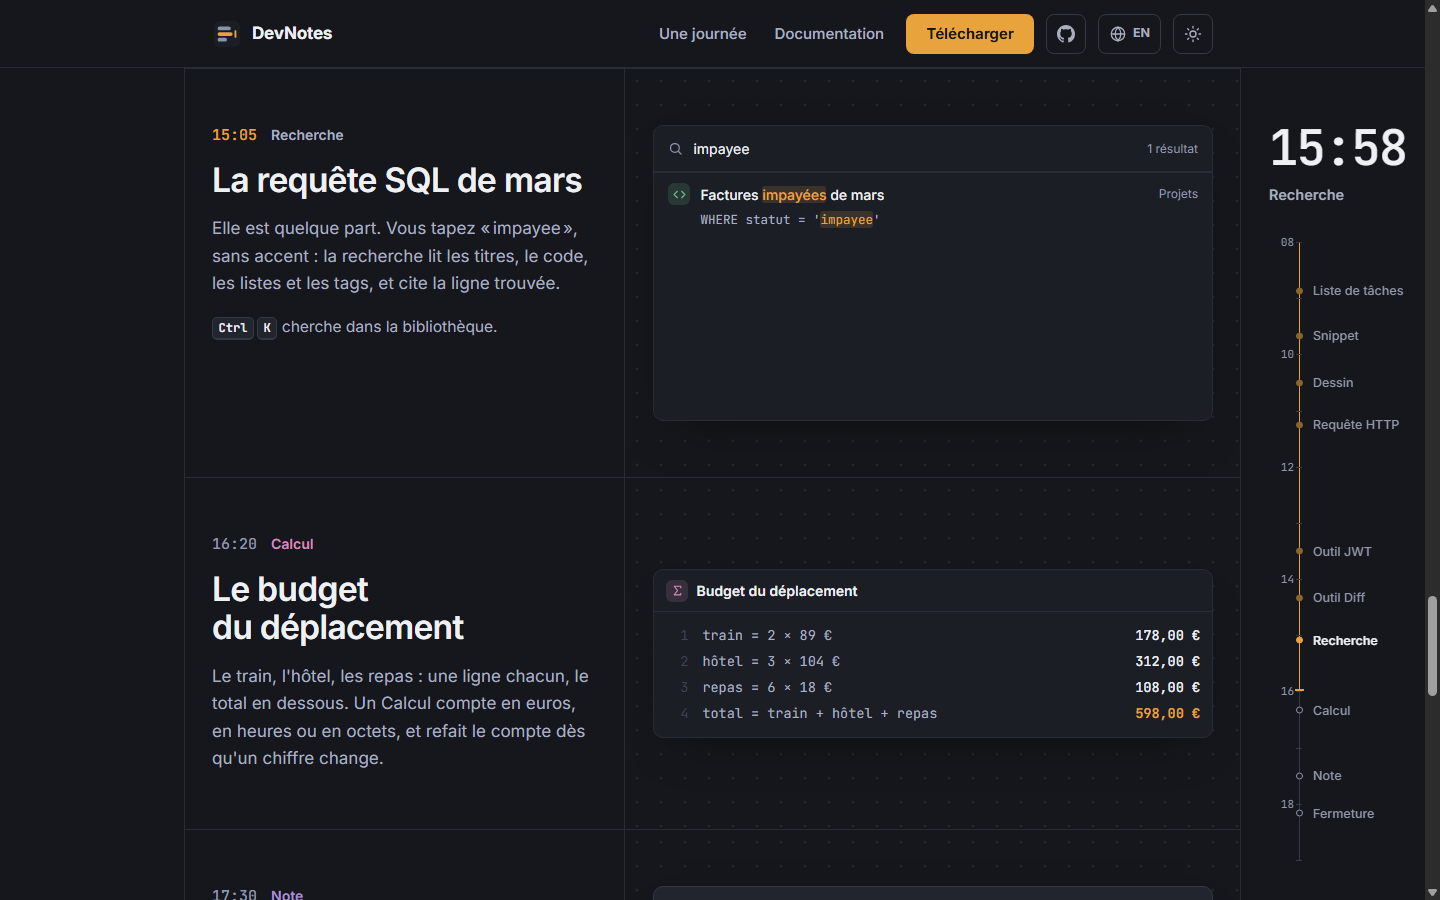 DevNotes
Une journée
Documentation
Télécharger
EN
15:05 Recherche
La requête SQL de mars
Elle est quelque part. Vous tapez « impayee »,
sans accent : la recherche lit les titres, le code,
les listes et les tags, et cite la ligne trouvée.
Ctrl K cherche dans la bibliothèque.
impayee
1 résultat
Factures impayées de mars
Projets
WHERE statut = 'impayee'
16:20 Calcul
Le budget
du déplacement
Le train, l'hôtel, les repas : une ligne chacun, le
total en dessous. Un Calcul compte en euros,
en heures ou en octets, et refait le compte dès
qu'un chiffre change.
Σ Budget du déplacement
1 train = 2 × 89 € 178,00 €
2 hôtel = 3 × 104 € 312,00 €
3 repas = 6 × 18 € 108,00 €
4 total = train + hôtel + repas 598,00 €
17:30 Note
15:58
Recherche
08
Liste de tâches
Snippet
10
Dessin
Requête HTTP
12
Outil JWT
14
Outil Diff
Recherche
16
Calcul
Note
18
Fermeture